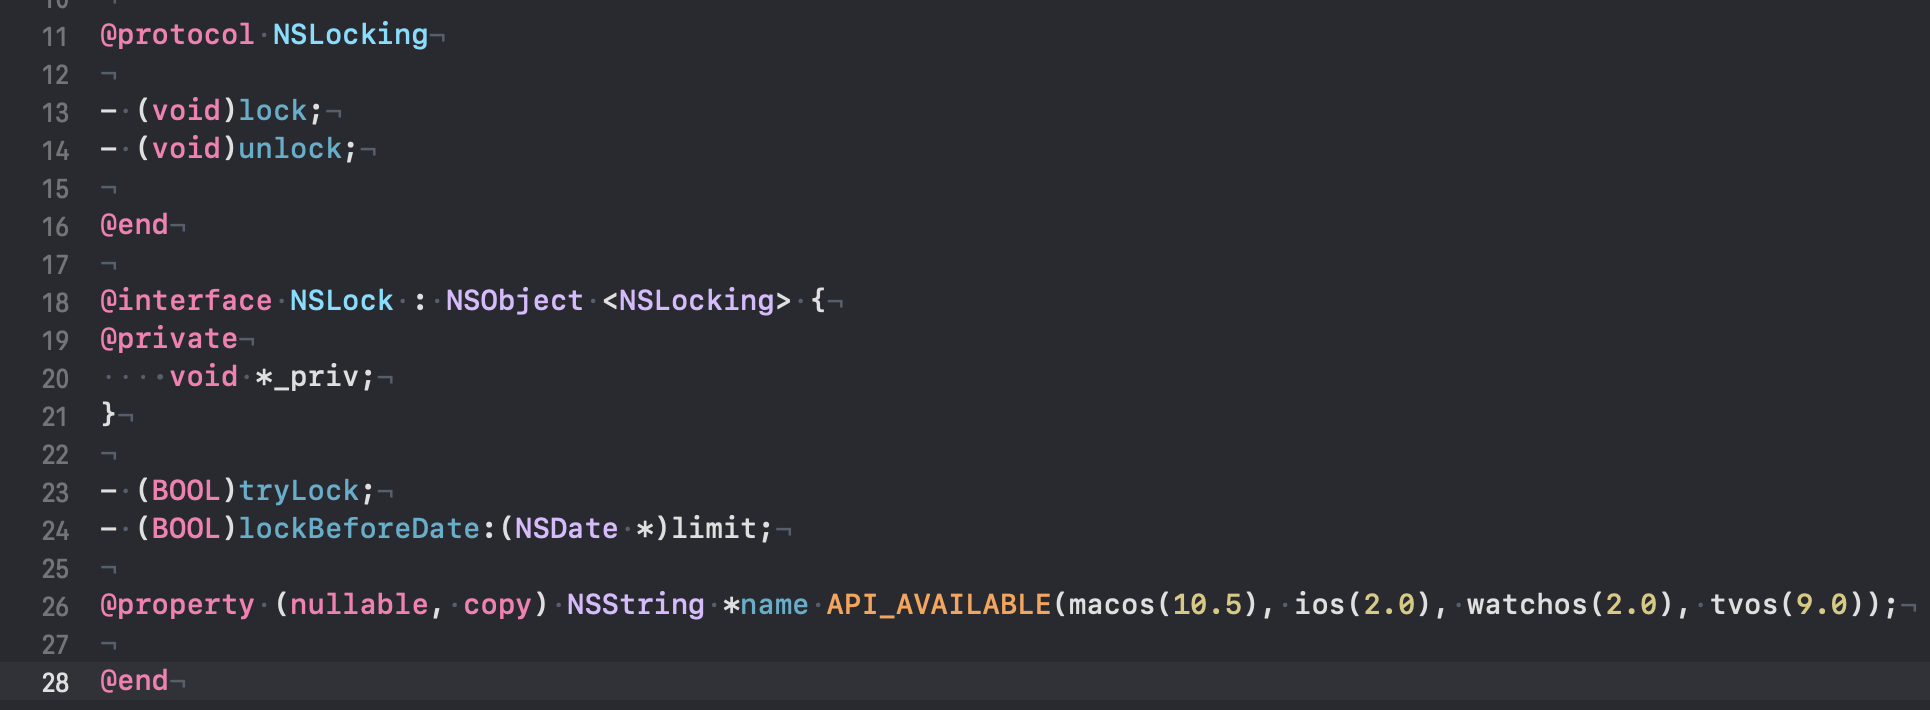 10
11 @protocol NSLocking
12
13 - (void)lock;
14 - (void)unlock;
15
16 @end
17
18 @interface NSLock : NSObject <NSLocking> {
19 @private
20     void *_priv;
21 }
22
23 - (BOOL)tryLock;
24 - (BOOL)lockBeforeDate:(NSDate *)limit;
25
26 @property (nullable, copy) NSString *name API_AVAILABLE(macos(10.5), ios(2.0), watchos(2.0), tvos(9.0));
27
28 @end